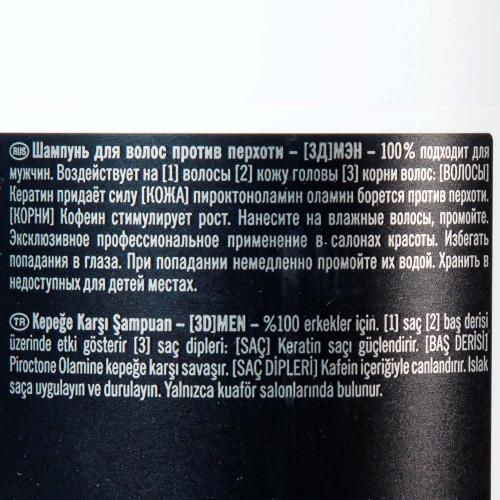 RUS Шампунь для волос против перхоти – [3Д]МЭН – 100% подходит для
мужчин. Воздействует на [1] волосы [2] кожу головы [3] корни волос: [ВОЛОСЫ]
Кератин придаёт силу [КОЖА] пироктоноламин оламин борется против перхоти.
[КОРНИ] Кофеин стимулирует рост. Нанесите на влажные волосы, промойте.
Эксклюзивное профессиональное применение в- салонах красоты. Избегать
попадания в глаза. При попадании немедленно промойте их водой. Хранить в
недоступных для детей местах.
TR Kepeğe Karşı Şampuan – [3D]MEN – %100 erkekler için. [1] saç [2] baş derisi
üzerinde etki gösterir [3] saç dipleri: [SAÇ] Keratin saçı güçlendirir. [BAŞ DERİSİ]
Piroctone Olamine kepeğe karşı savaşır. [SAÇ DİPLERİ] Kafein içeriğiyle canlandırır. Islak
saça uygulayın ve durulayın. Yalnızca kuaför salonlarında bulunur.